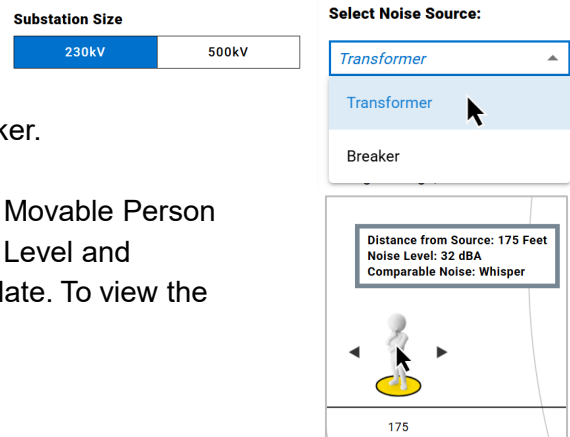 Substation Size
230kV 500kV
ker.
Movable Person
Level and
late. To view the
Select Noise Source:
Transformer
Transformer
Breaker
Distance from Source: 175 Feet
Noise Level: 32 dBA
Comparable Noise: Whisper
175